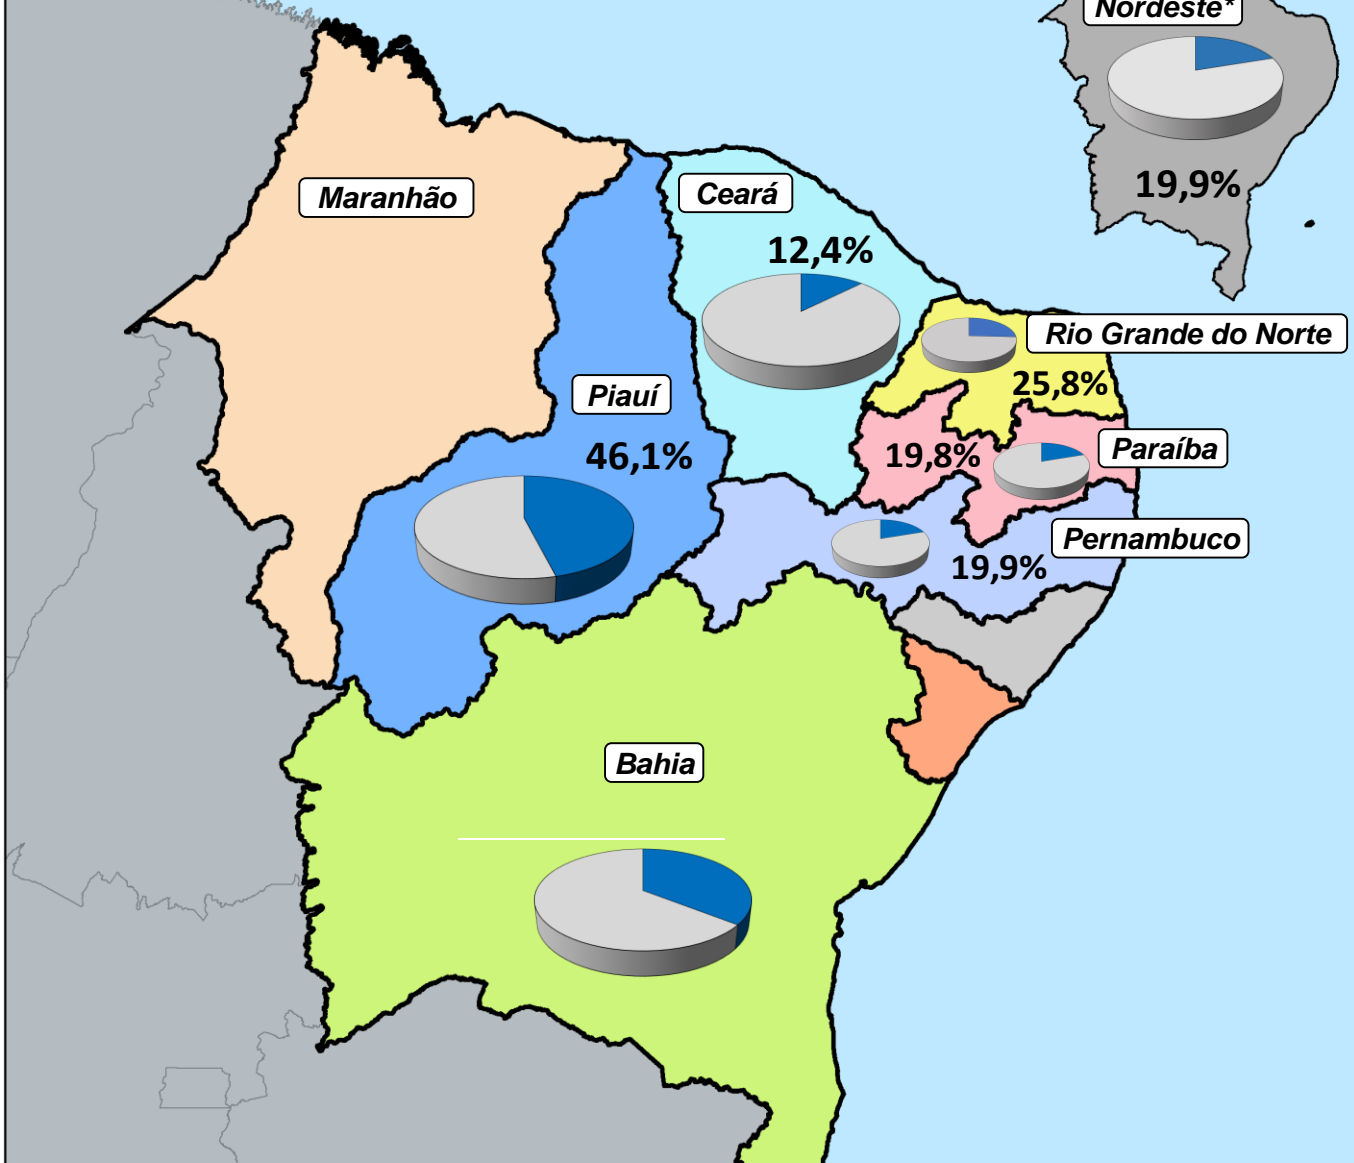 Nordeste*
19,9%
Maranhão
Ceará
12,4%
Rio Grande do Norte
25,8%
Piauí
46,1%
19,8%
Paraíba
Pernambuco
19,9%
Bahia